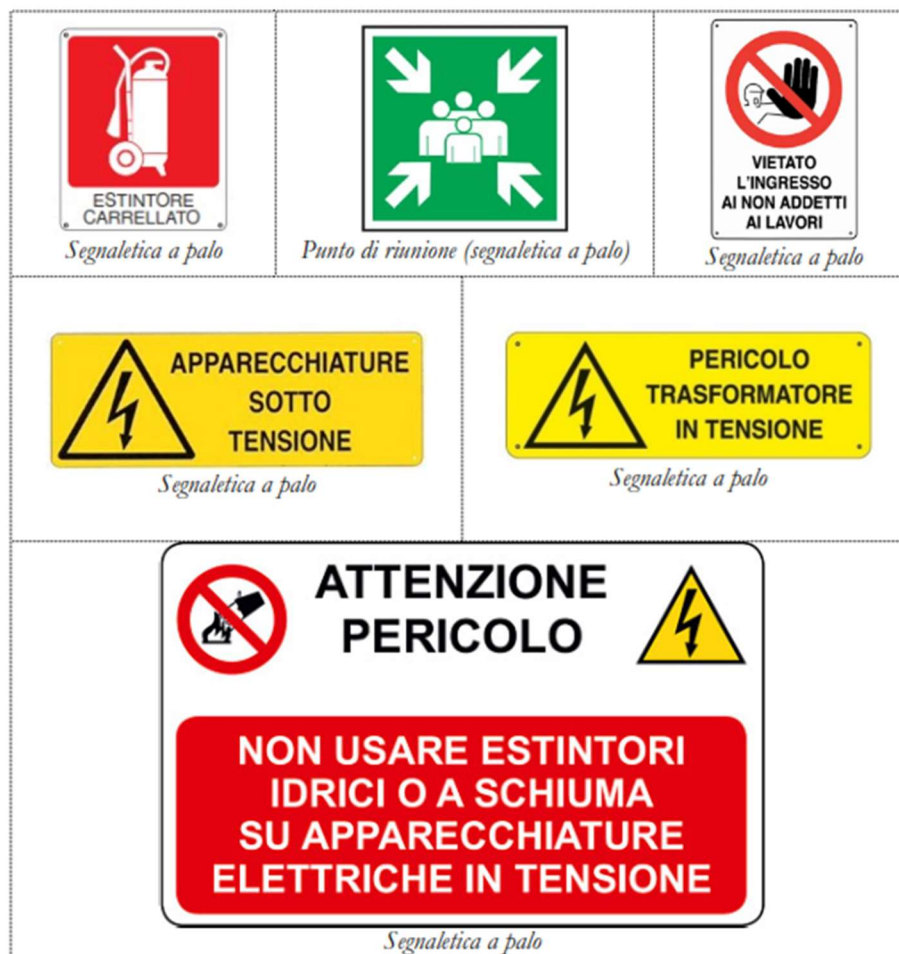 ESTINTORE
CARRELLATO
Segnaletica a palo
Punto di riunione (segnaletica a palo)
VIETATO
L'INGRESSO
AI NON ADDETTI
AI LAVORI
Segnaletica a palo
APPARECCHIATURE
SOTTO
TENSIONE
Segnaletica a palo
PERICOLO
TRASFORMATORE
IN TENSIONE
Segnaletica a palo
ATTENZIONE
PERICOLO
NON USARE ESTINTORI
IDRICI O A SCHIUMA
SU APPARECCHIATURE
ELETTRICHE IN TENSIONE
Segnaletica a palo